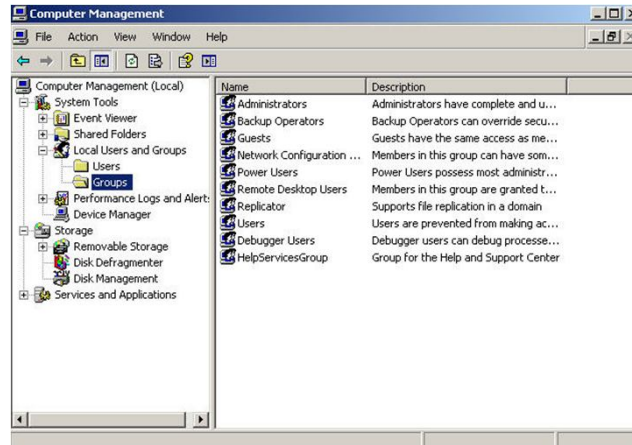 Computer Management
File Action View Window Help
Computer Management (Local)
System Tools
Event Viewer
Shared Folders
Local Users and Groups
Users
Groups
Performance Logs and Alert
Device Manager
Storage
Removable Storage
Disk Defragmenter
Disk Management
Services and Applications
Name Description
Administrators Administrators have complete and u...
Backup Operators Backup Operators can override secu...
Guests Guests have the same access as me...
Network Configuration ... Members in this group can have som...
Power Users Power Users possess most administr...
Remote Desktop Users Members in this group are granted t...
Replicator Supports file replication in a domain
Users Users are prevented from making ac...
Debugger Users Debugger users can debug processe...
HelpServicesGroup Group for the Help and Support Center